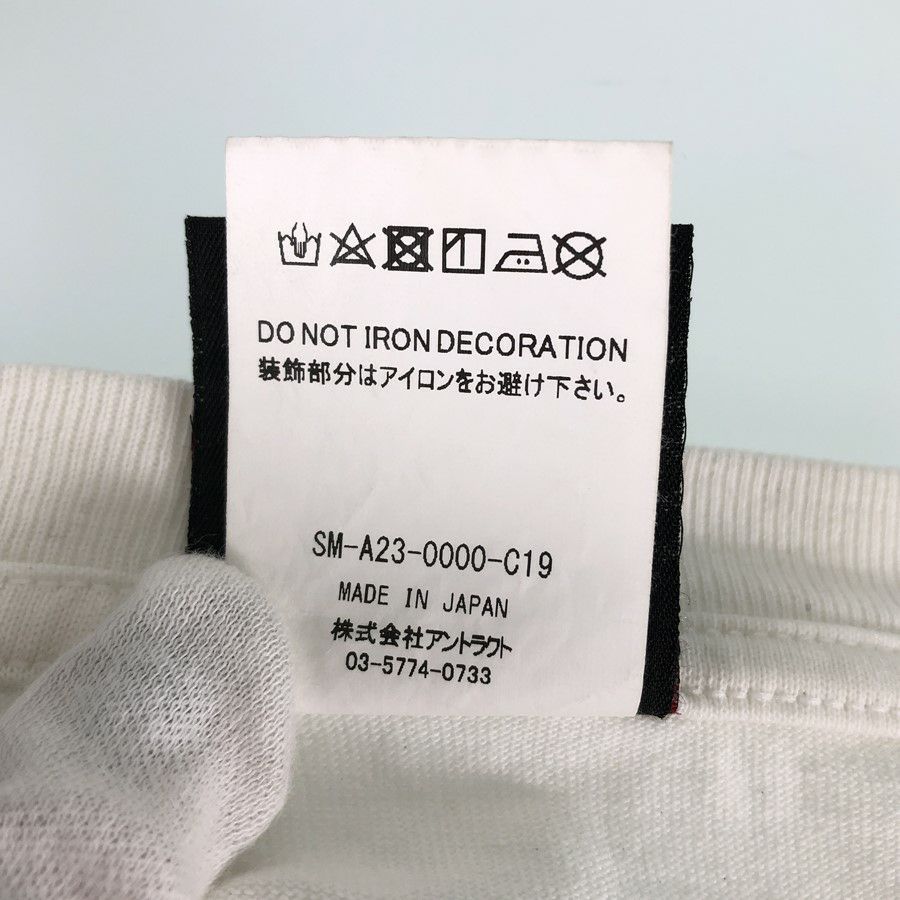 DO NOT IRON DECORATION
装飾部分はアイロンをお避け下さい。
SM-A23-0000-C19
MADE IN JAPAN
株式会社アントラクト
03-5774-0733